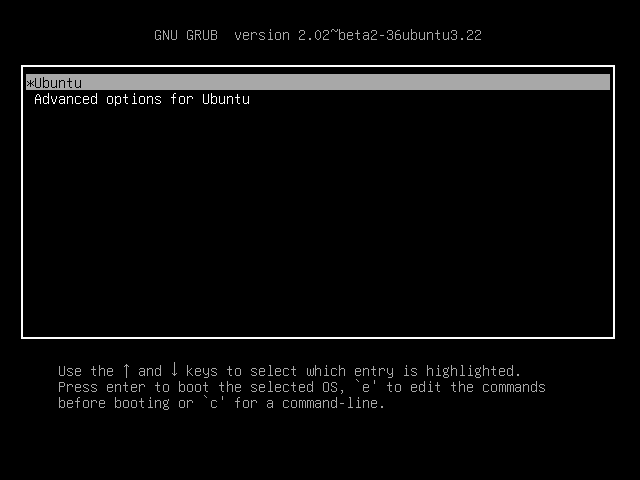 GNU GRUB  version 2.02~beta2-36ubuntu3.22
*Ubuntu
Advanced options for Ubuntu
Use the ↑ and ↓ keys to select which entry is highlighted.
Press enter to boot the selected OS, `e' to edit the commands
before booting or `c' for a command-line.